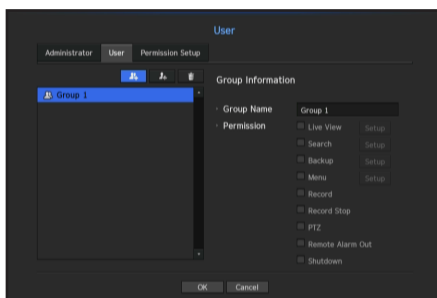 User
Administrator User Permission Setup
Group Information
Group 1
Group Name Group 1
Permission Live View Setup
Search Setup
Backup Setup
Menu Setup
Record
Record Stop
PTZ
Remote Alarm Out
Shutdown
OK Cancel